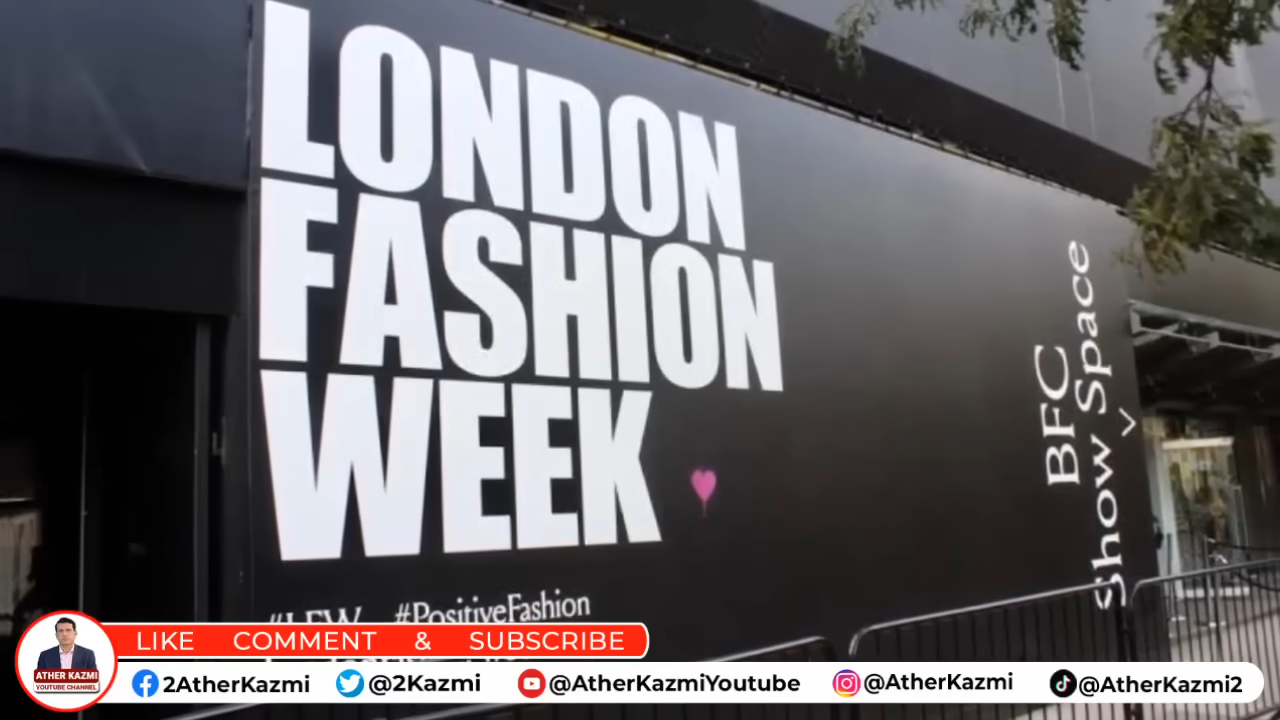 LONDON
FASHION
WEEK
BFC
Show Space
#LFW #PositiveFashion
LIKE COMMENT & SUBSCRIBE
ATHER KAZMI
YOUTUBE CHANNEL
2AtherKazmi @2Kazmi @AtherKazmiYoutube @AtherKazmi @AtherKazmi2